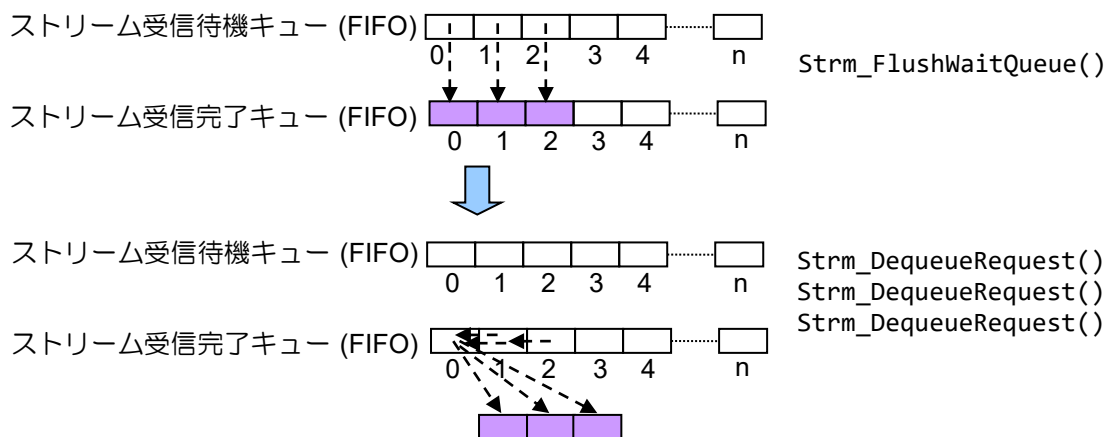 ストリーム受信待機キュー (FIFO)
0 1 2 3 4 n
Strm_FlushWaitQueue()
ストリーム受信完了キュー (FIFO)
0 1 2 3 4 n
ストリーム受信待機キュー (FIFO)
0 1 2 3 4 n
Strm_DequeueRequest()
Strm_DequeueRequest()
Strm_DequeueRequest()
ストリーム受信完了キュー (FIFO)
0 1 2 3 4 n